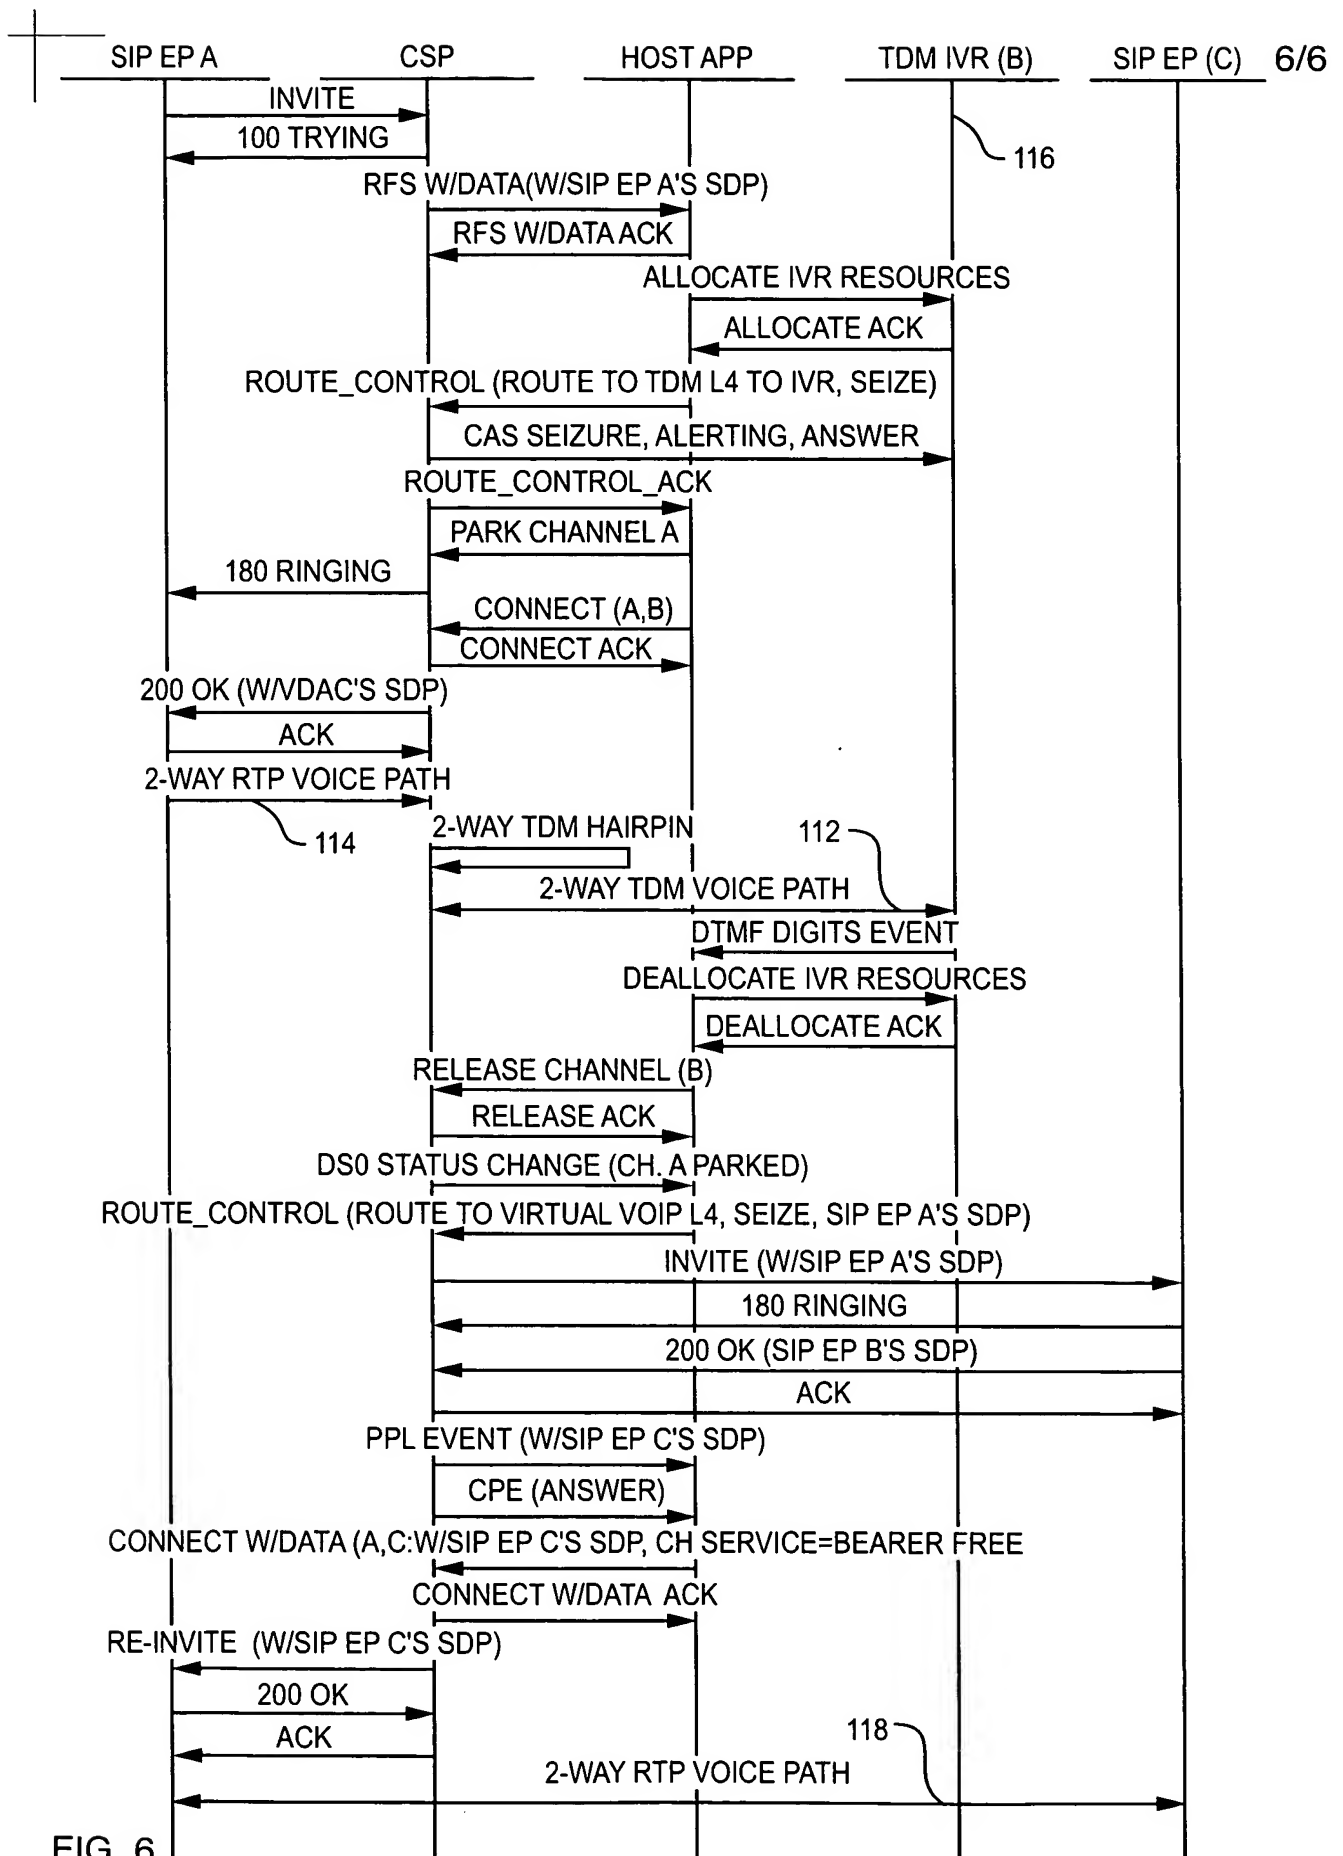 SIP EP A CSP HOST APP TDM IVR (B) SIP EP (C) 6/6
INVITE
100 TRYING
116
RFS W/DATA(W/SIP EP A'S SDP)
RFS W/DATA ACK
ALLOCATE IVR RESOURCES
ALLOCATE ACK
ROUTE_CONTROL (ROUTE TO TDM L4 TO IVR, SEIZE)
CAS SEIZURE, ALERTING, ANSWER
ROUTE_CONTROL_ACK
PARK CHANNEL A
180 RINGING
CONNECT (A,B)
CONNECT ACK
200 OK (W/VDAC'S SDP)
ACK
2-WAY RTP VOICE PATH
114
2-WAY TDM HAIRPIN
112
2-WAY TDM VOICE PATH
DTMF DIGITS EVENT
DEALLOCATE IVR RESOURCES
DEALLOCATE ACK
RELEASE CHANNEL (B)
RELEASE ACK
DS0 STATUS CHANGE (CH. A PARKED)
ROUTE_CONTROL (ROUTE TO VIRTUAL VOIP L4, SEIZE, SIP EP A'S SDP)
INVITE (W/SIP EP A'S SDP)
180 RINGING
200 OK (SIP EP B'S SDP)
ACK
PPL EVENT (W/SIP EP C'S SDP)
CPE (ANSWER)
CONNECT W/DATA (A,C:W/SIP EP C'S SDP, CH SERVICE=BEARER FREE
CONNECT W/DATA ACK
RE-INVITE (W/SIP EP C'S SDP)
200 OK
ACK
118
2-WAY RTP VOICE PATH
FIG. 6